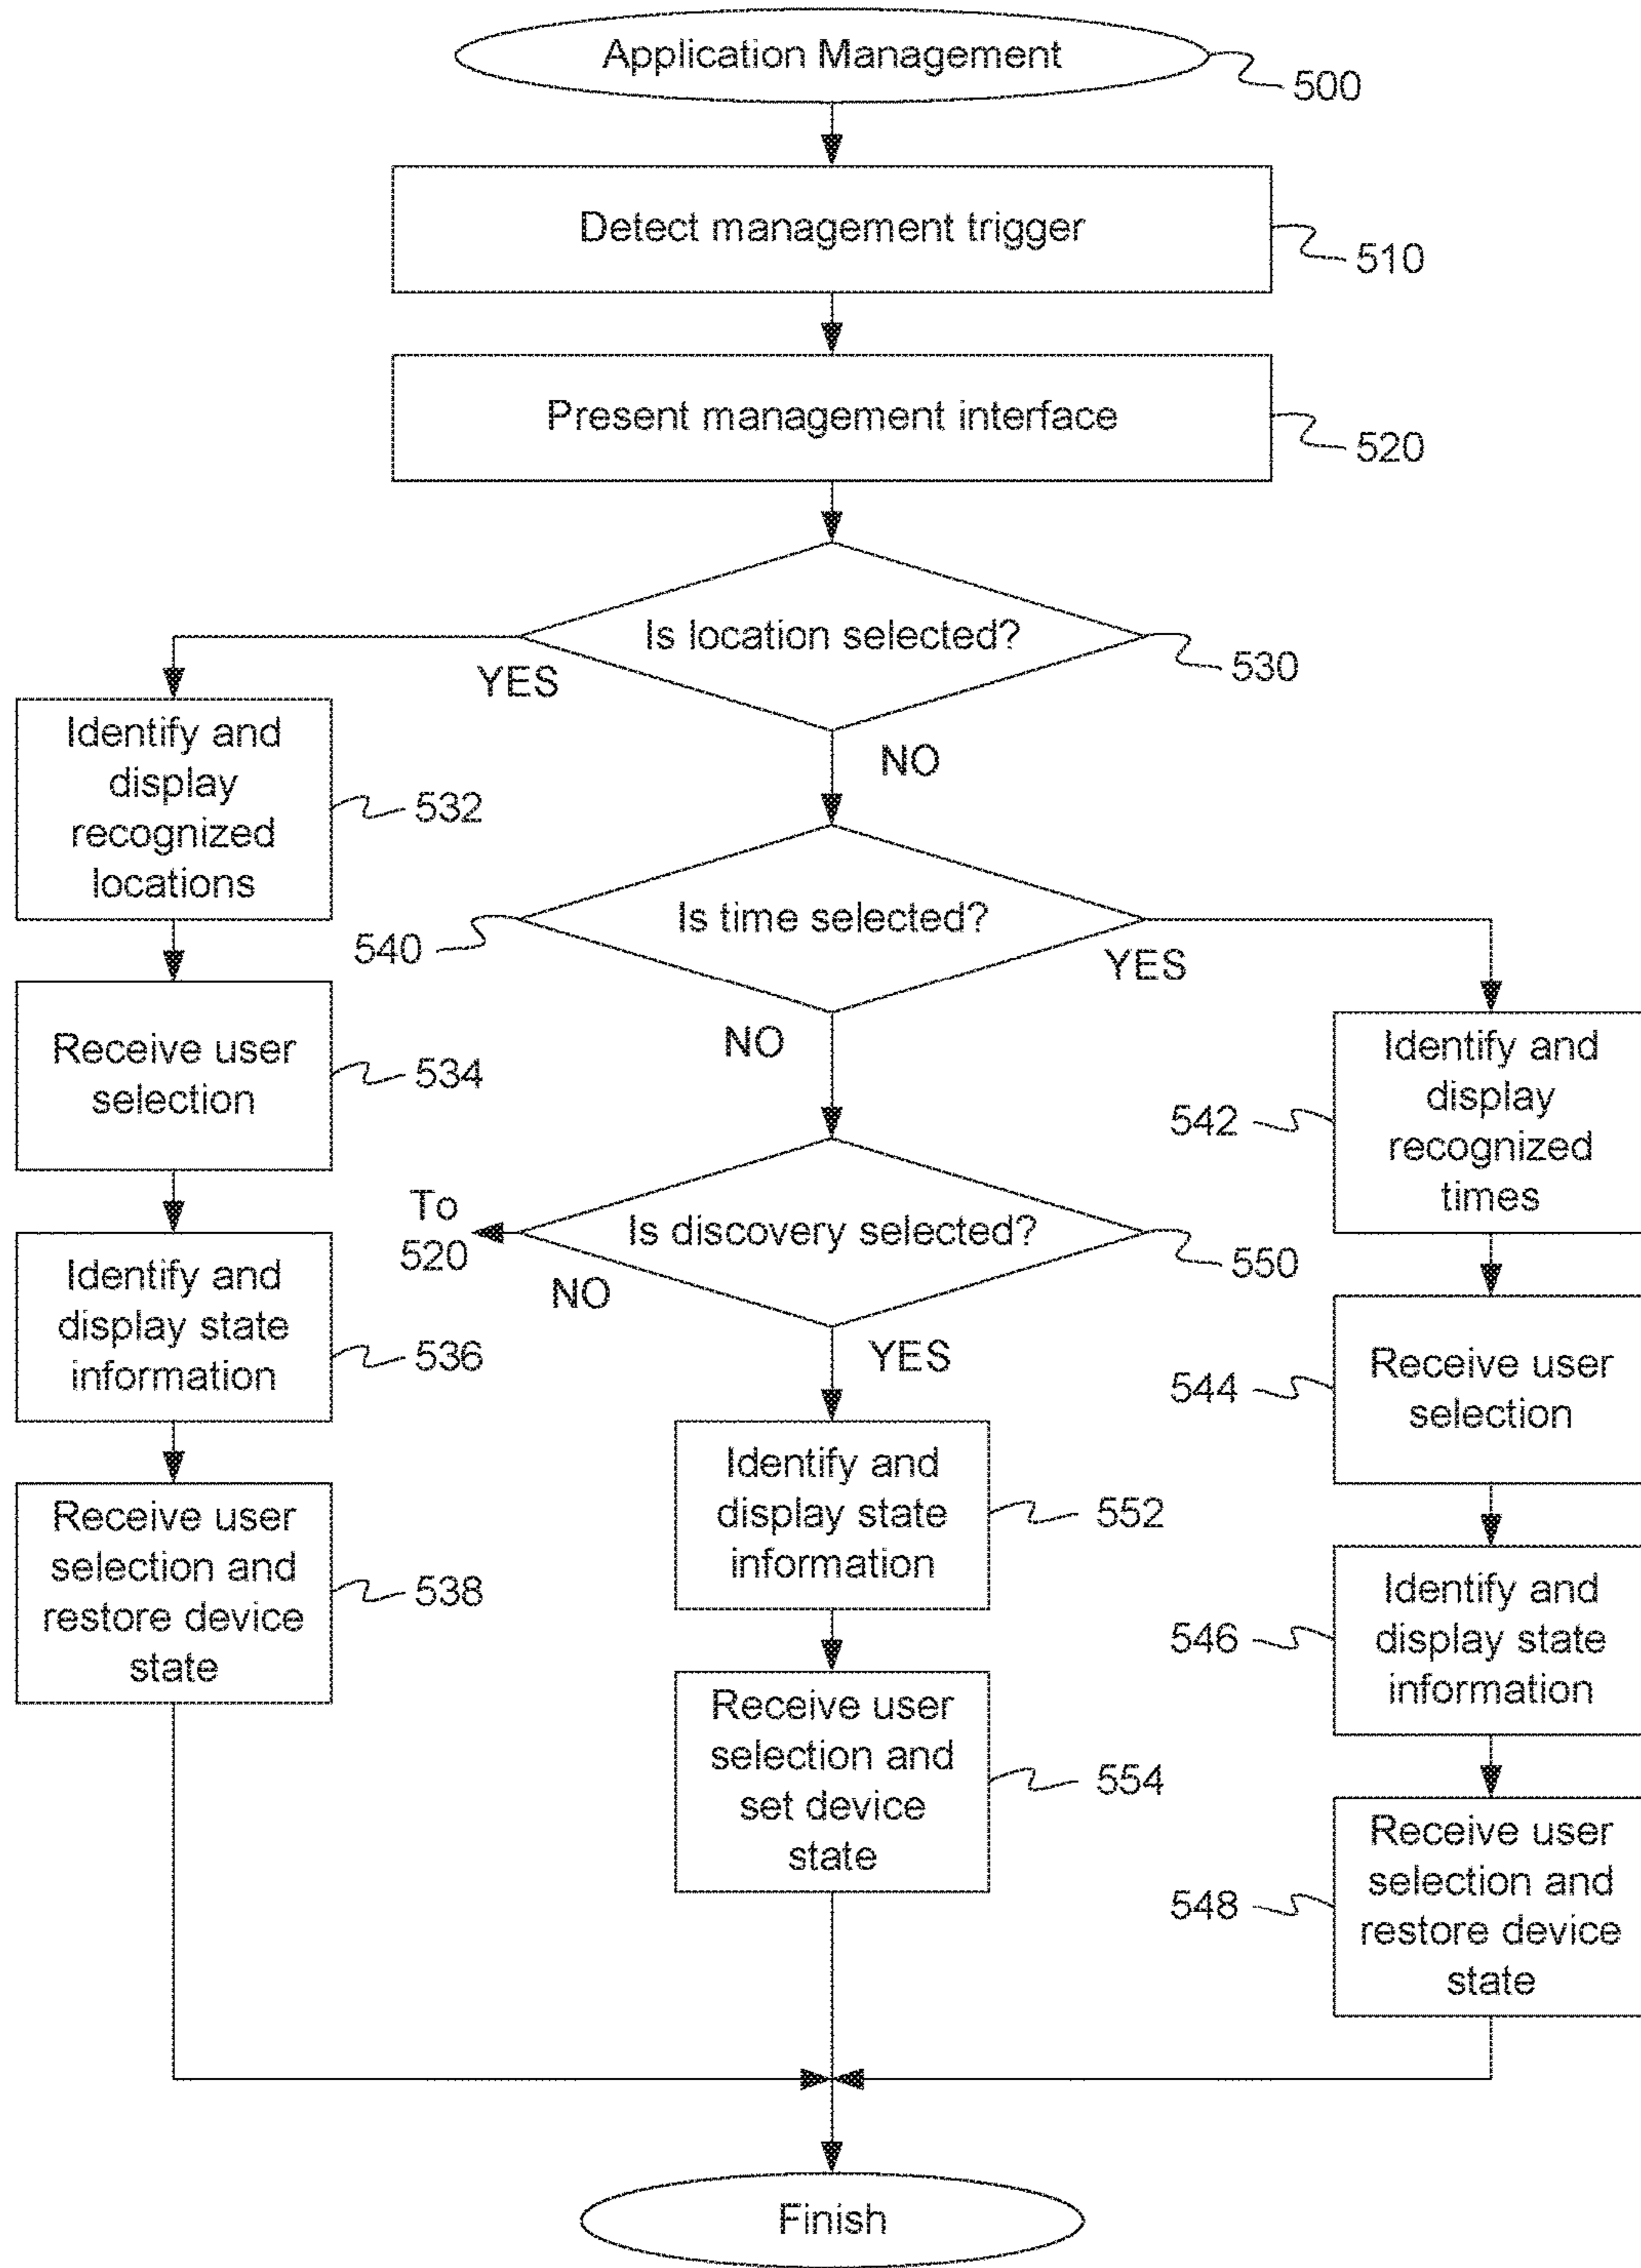 Application Management
500
Detect management trigger
510
Present management interface
520
Is location selected?
530
YES
NO
Identify and
display
recognized
locations
532
Is time selected?
540
YES
NO
Receive user
selection
534
Identify and
display
recognized
times
542
To
520
Is discovery selected?
550
NO
YES
Identify and
display state
information
536
Receive user
selection
544
Identify and
display state
information
552
Receive user
selection and
restore device
state
538
Identify and
display state
information
546
Receive user
selection and
set device
state
554
Receive user
selection and
restore device
state
548
Finish